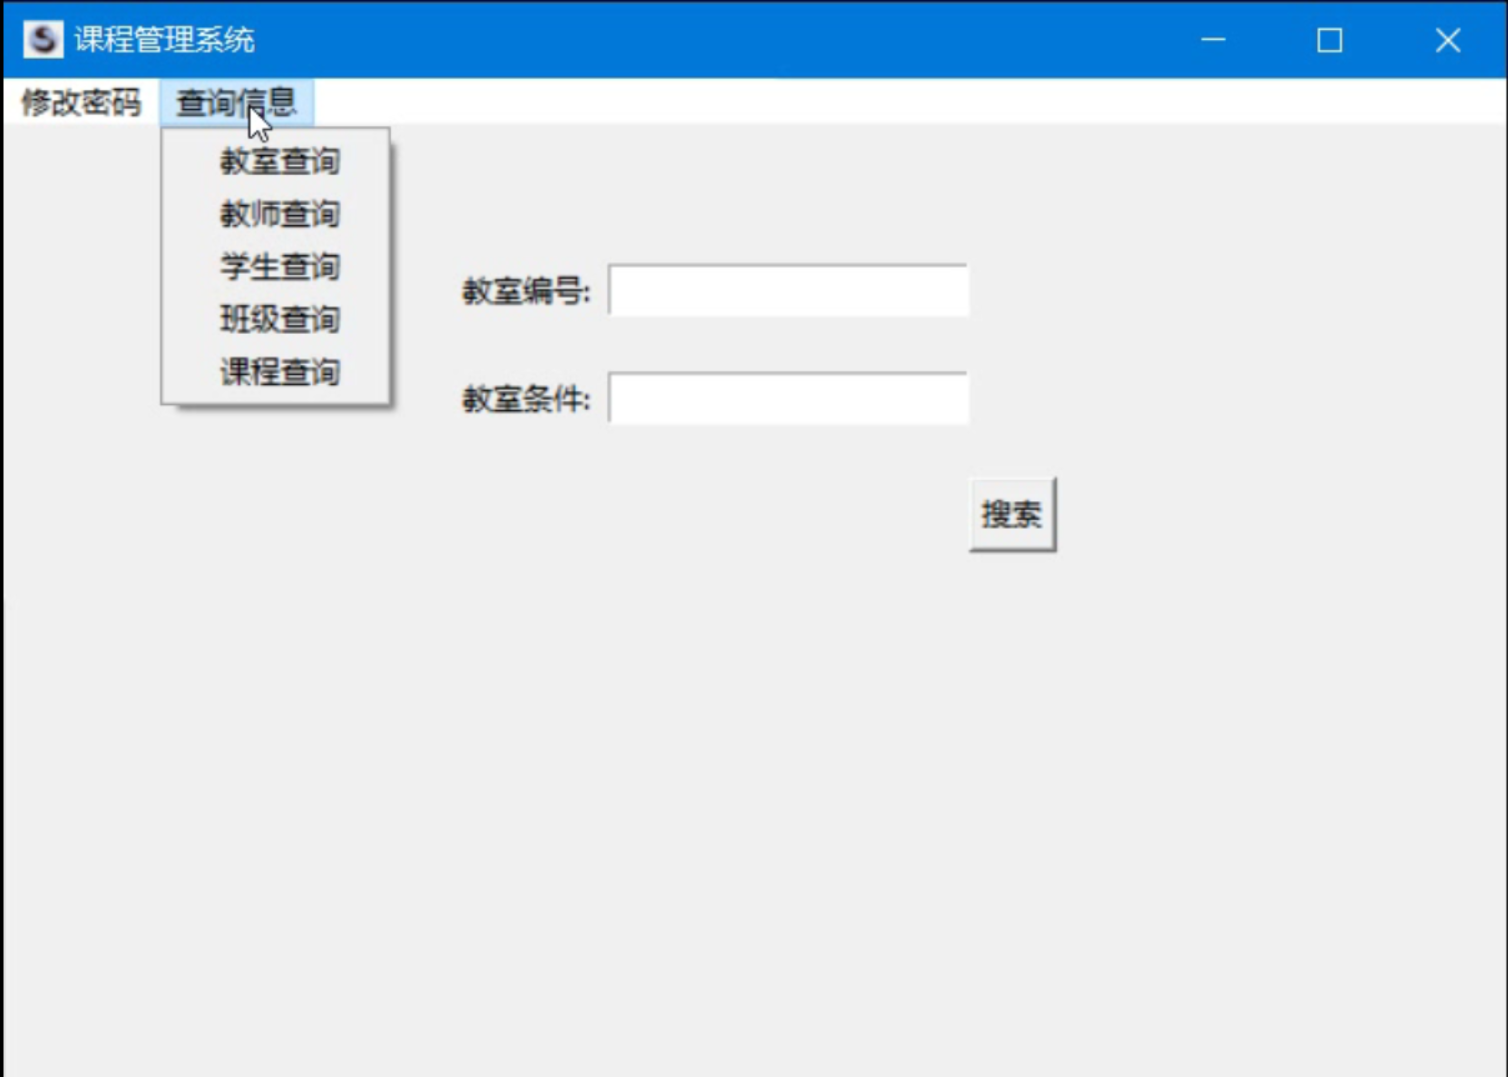 课程管理系统
修改密码 查询信息
教室查询
教师查询
学生查询
班级查询
课程查询
教室编号:
教室条件:
搜索